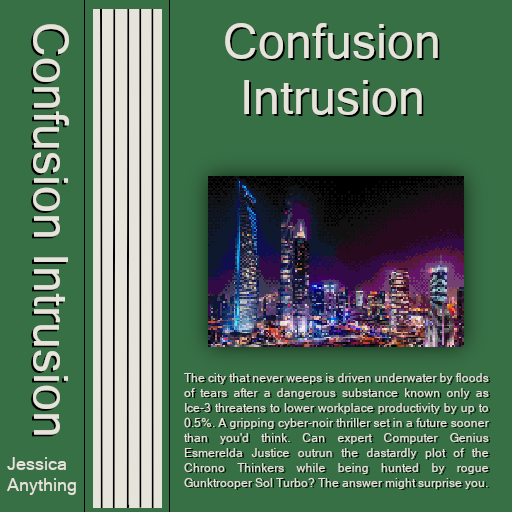 Confusion Intrusion
Jessica
Anything
Confusion
Intrusion
The city that never weeps is driven underwater by floods
of tears after a dangerous substance known only as
Ice-3 threatens to lower workplace productivity by up to
0.5%. A gripping cyber-noir thriller set in a future sooner
than you'd think. Can expert Computer Genius
Esmerelda Justice outrun the dastardly plot of the
Chrono Thinkers while being hunted by rogue
Gunktrooper Sol Turbo? The answer might surprise you.